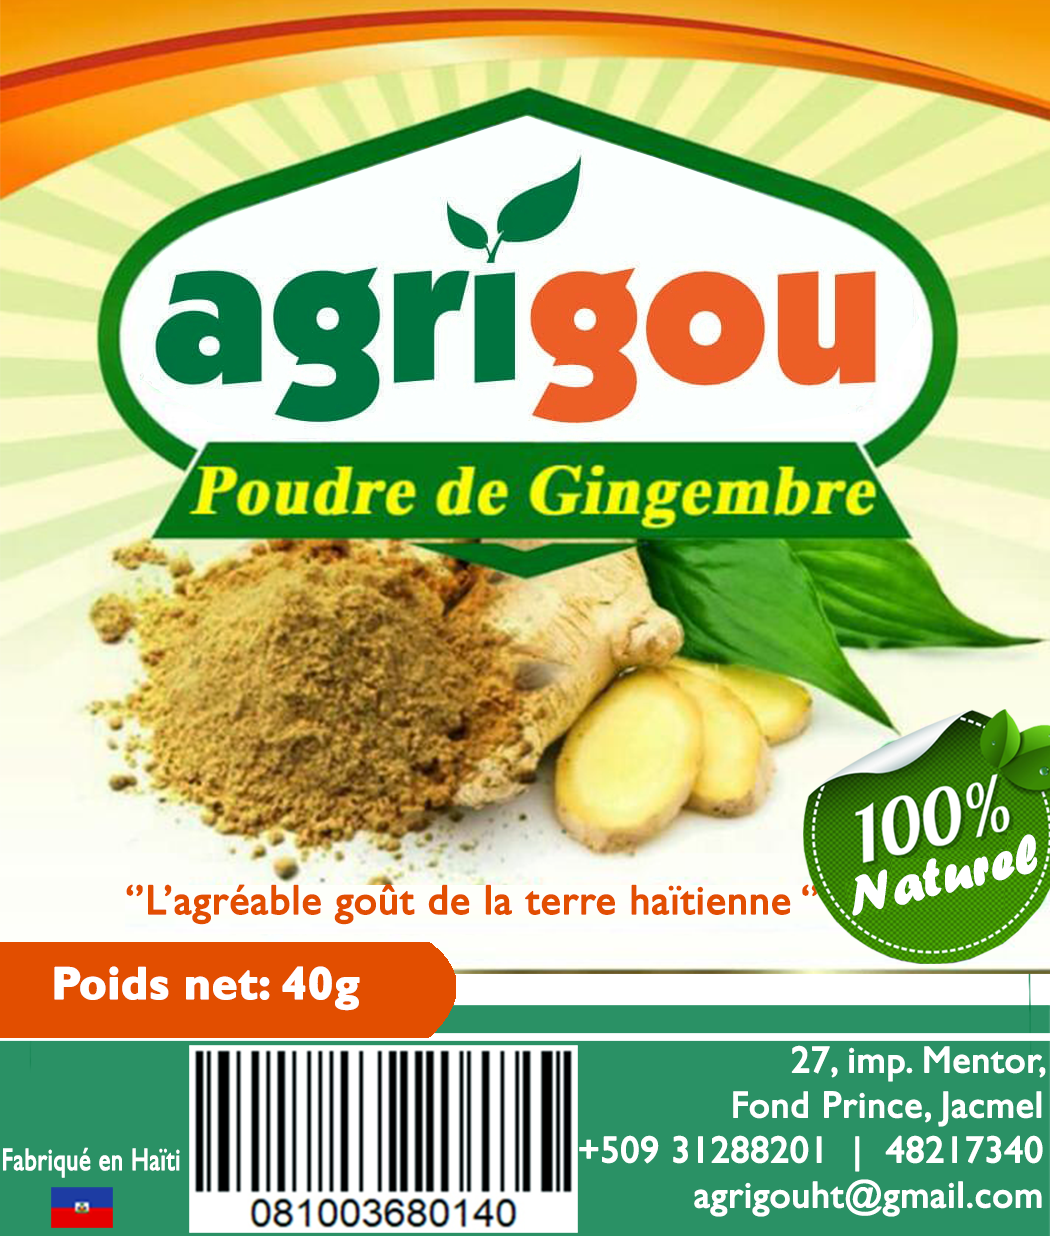 agrigou
Poudre de Gingembre
100%
Naturel
‘’L’agréable goût de la terre haïtienne ‘’
Poids net: 40g
27, imp. Mentor,
Fond Prince, Jacmel
+509 31288201 | 48217340
agrigouht@gmail.com
Fabriqué en Haïti
081003680140